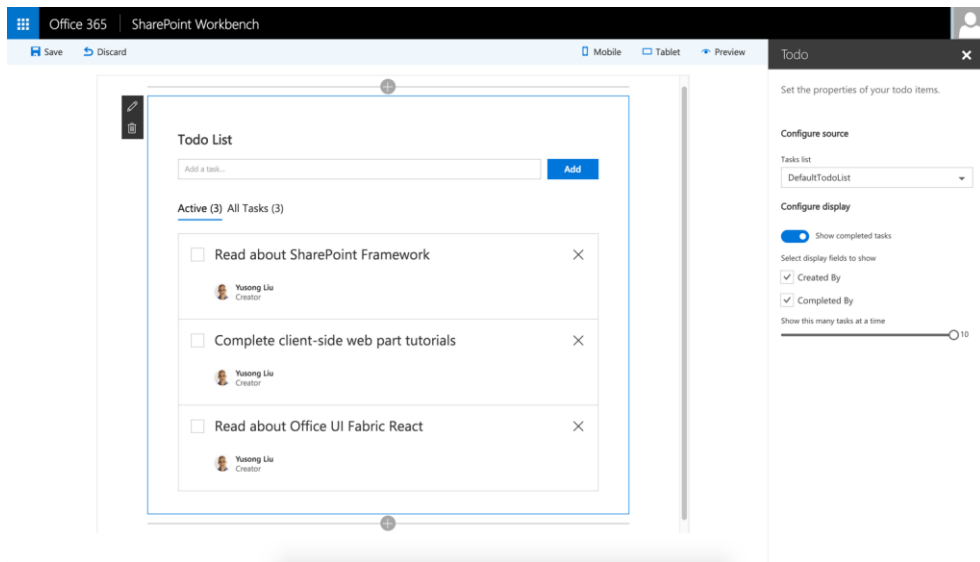 Office 365 SharePoint Workbench
Save Discard Mobile Tablet Preview
Todo List
Add a task...
Add
Active (3) All Tasks (3)
Read about SharePoint Framework
Yusong Liu
Creator
Complete client-side web part tutorials
Yusong Liu
Creator
Read about Office UI Fabric React
Yusong Liu
Creator
Todo
Set the properties of your todo items.
Configure source
Tasks list
DefaultTodoList
Configure display
Show completed tasks
Select display fields to show
Created By
Completed By
Show this many tasks at a time
10